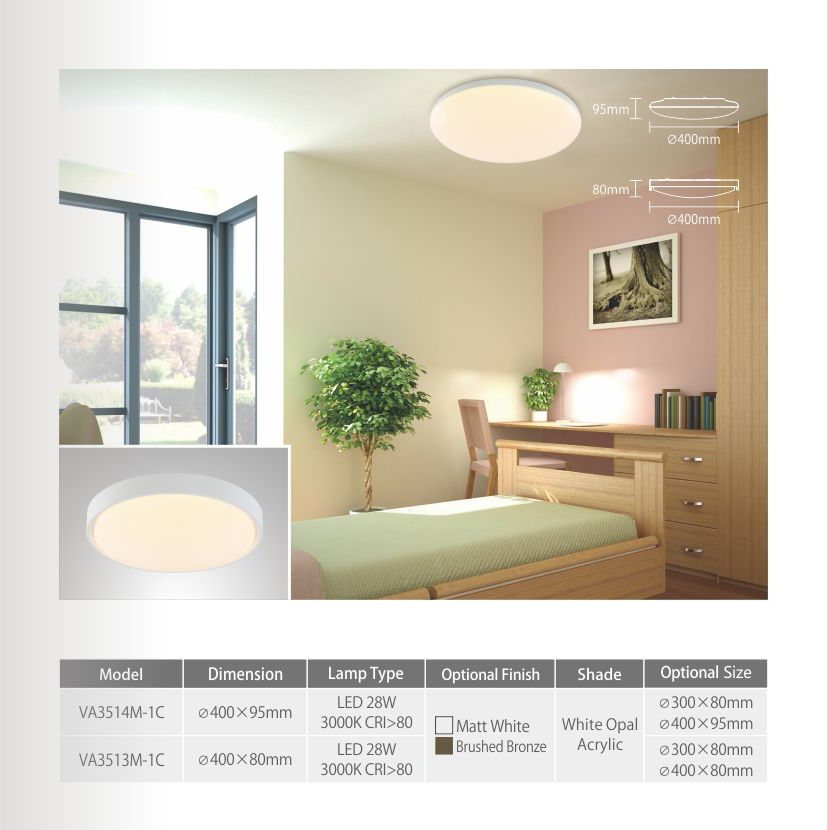 95mm
⌀400mm
80mm
⌀400mm
Model
Dimension
Lamp Type
Optional Finish
Shade
Optional Size
VA3514M-1C
⌀400×95mm
LED 28W
3000K CRI>80
Matt White
Brushed Bronze
White Opal
Acrylic
⌀300×80mm
⌀400×95mm
VA3513M-1C
⌀400×80mm
LED 28W
3000K CRI>80
⌀300×80mm
⌀400×80mm